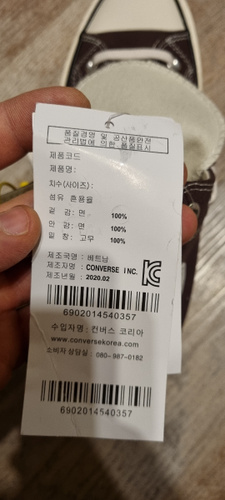 품질경영 및 공산품안전
관리법에 의한 품질표시
제품코드
제품명:
치수(사이즈):
섬유 혼용율
겉 감: 면 100%
안 감: 면 100%
밑 창: 고무 100%
제조국명: 베트남
제조자명: CONVERSE INC.
제조년월: 2020.02
6902014540357
수입자명: 컨버스 코리아
www.conversekorea.com
소비자 상담실: 080-987-0182
6902014540357